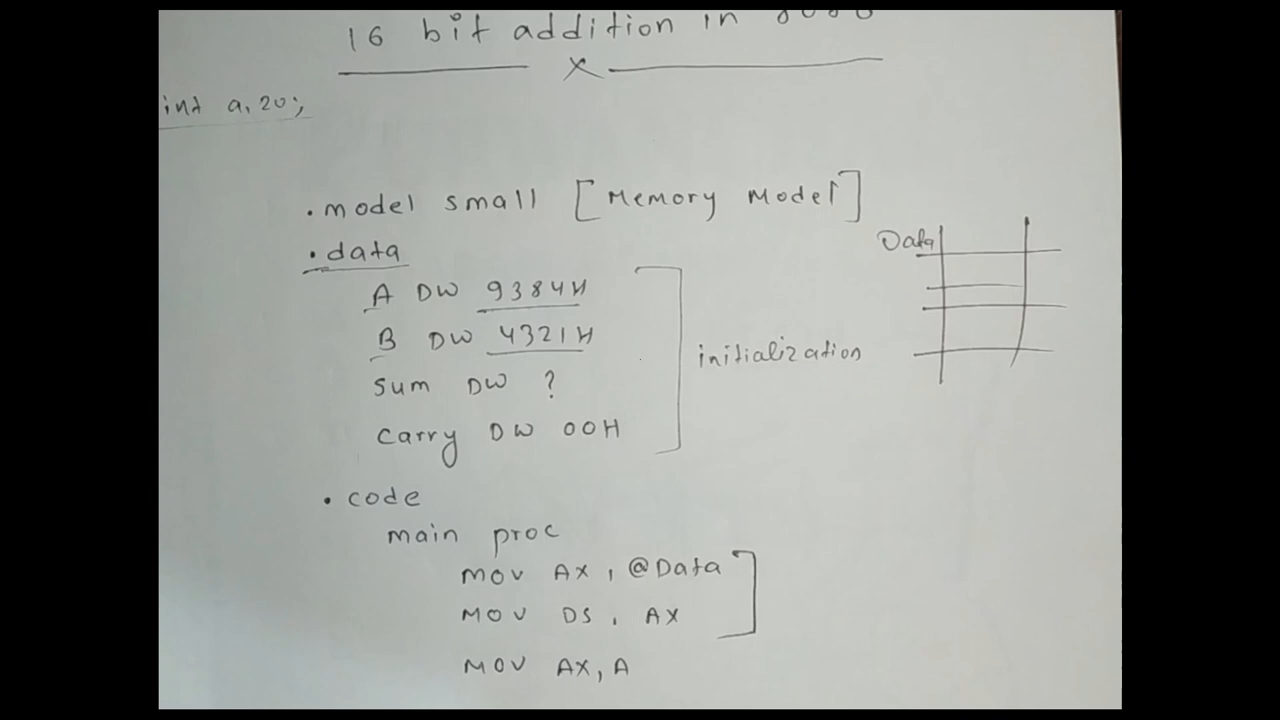 16 bit addition in 8086
int a, 20;
.model small [Memory Model]
.data
Data
A DW 9384H
B DW 4321H
initialization
sum DW ?
carry DW 00H
.code
main proc
MOV AX, @Data
MOV DS, AX
MOV AX, A